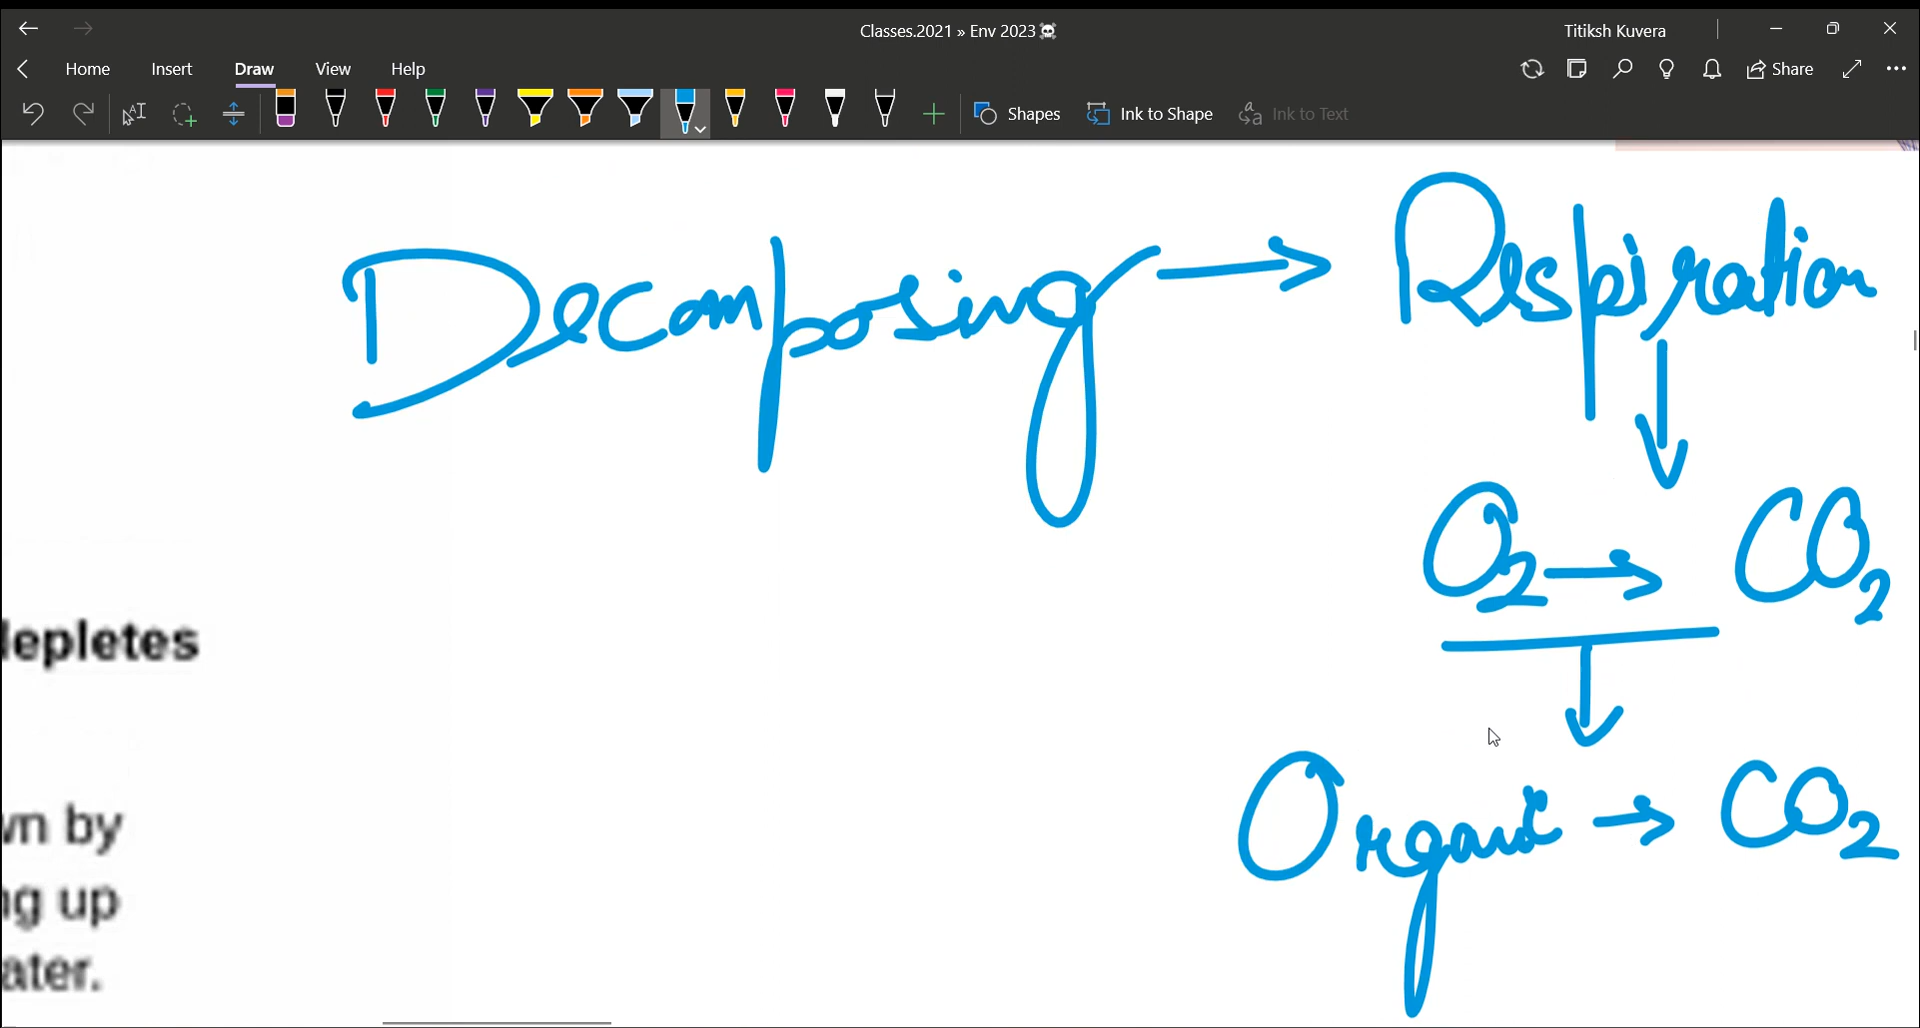 Classes.2021 » Env 2023☠ Titiksh Kuvera
Home Insert Draw View Help Share
Shapes Ink to Shape Ink to Text
Decomposing → Respiration
↓
O₂ → CO₂
↓
Organic → CO₂
lepletes
wn by
ng up
ater.